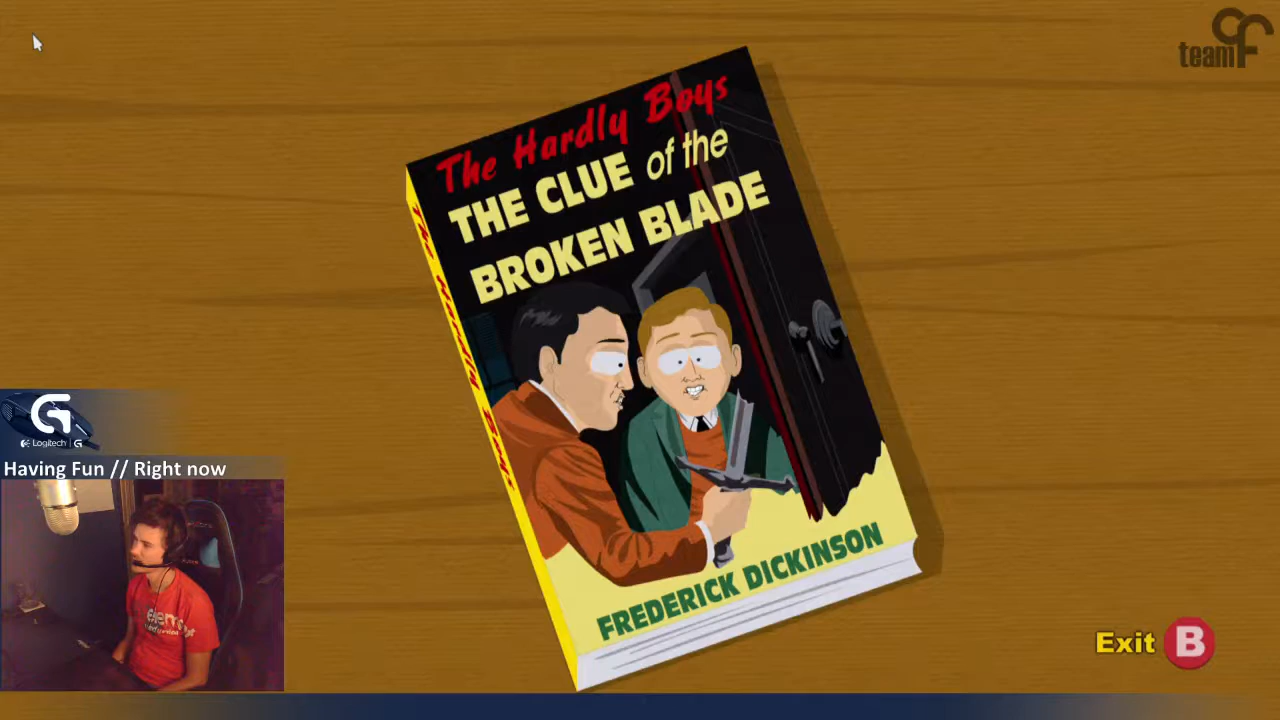 team
The Hardly Boys
THE CLUE of the
BROKEN BLADE
The Hardly Boys
FREDERICK DICKINSON
Logitech | G
Having Fun // Right now
Exit B